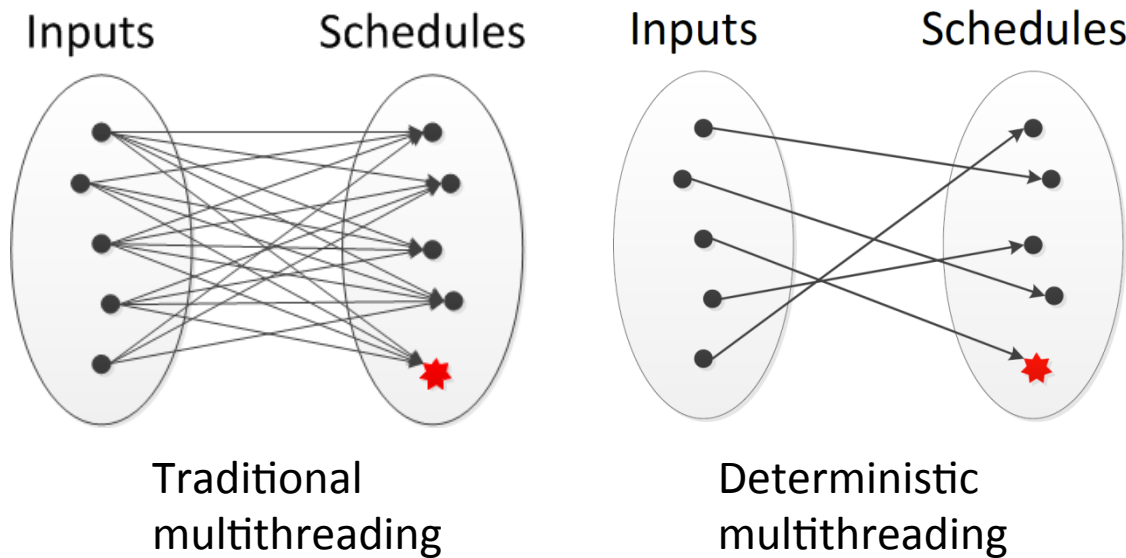 Inputs
Schedules
Inputs
Schedules
Traditional
multithreading
Deterministic
multithreading